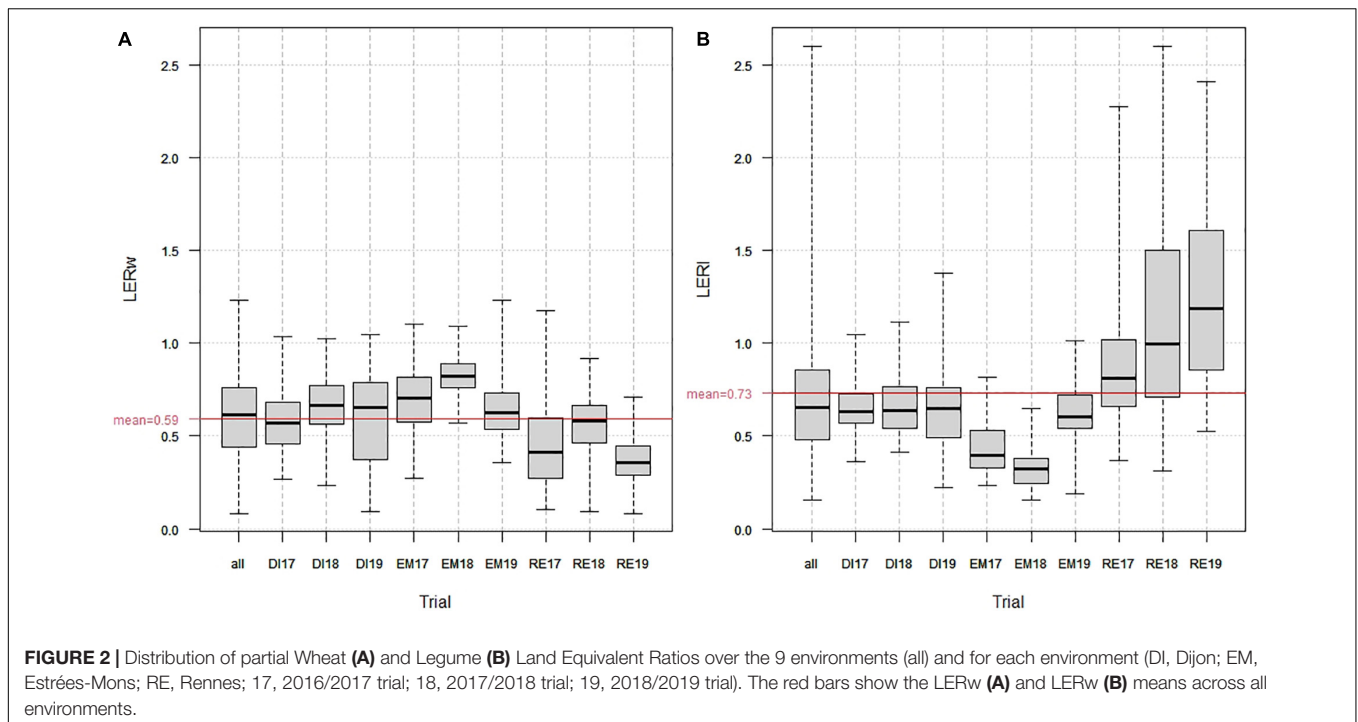 A
2.5
2.0
1.5
1.0
0.5
0.0
LERw
mean=0.59
all DI17 DI18 DI19 EM17 EM18 EM19 RE17 RE18 RE19
Trial
B
2.5
2.0
1.5
1.0
0.5
0.0
LERl
mean=0.73
all DI17 DI18 DI19 EM17 EM18 EM19 RE17 RE18 RE19
Trial
FIGURE 2 | Distribution of partial Wheat (A) and Legume (B) Land Equivalent Ratios over the 9 environments (all) and for each environment (DI, Dijon; EM,
Estrées-Mons; RE, Rennes; 17, 2016/2017 trial; 18, 2017/2018 trial; 19, 2018/2019 trial). The red bars show the LERw (A) and LERw (B) means across all
environments.